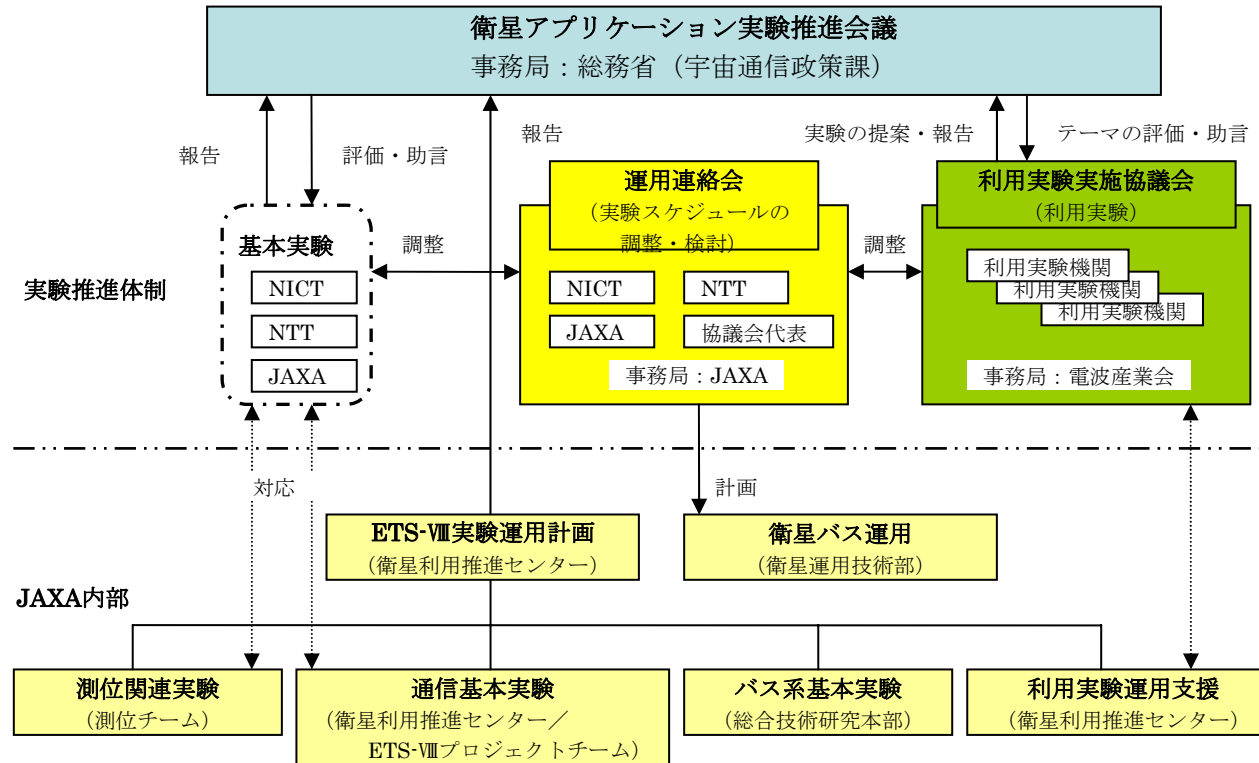 衛星アプリケーション実験推進会議
事務局：総務省（宇宙通信政策課）
報告
評価・助言
報告
実験の提案・報告
テーマの評価・助言
運用連絡会
（実験スケジュールの
調整・検討）
利用実験実施協議会
（利用実験）
基本実験
調整
調整
実験推進体制
NICT
NTT
JAXA
NICT
NTT
JAXA
協議会代表
事務局：JAXA
利用実験機関
利用実験機関
利用実験機関
事務局：電波産業会
対応
計画
ETS-Ⅷ実験運用計画
（衛星利用推進センター）
衛星バス運用
（衛星運用技術部）
JAXA内部
測位関連実験
（測位チーム）
通信基本実験
（衛星利用推進センター／
ETS-Ⅷプロジェクトチーム）
バス系基本実験
（総合技術研究本部）
利用実験運用支援
（衛星利用推進センター）